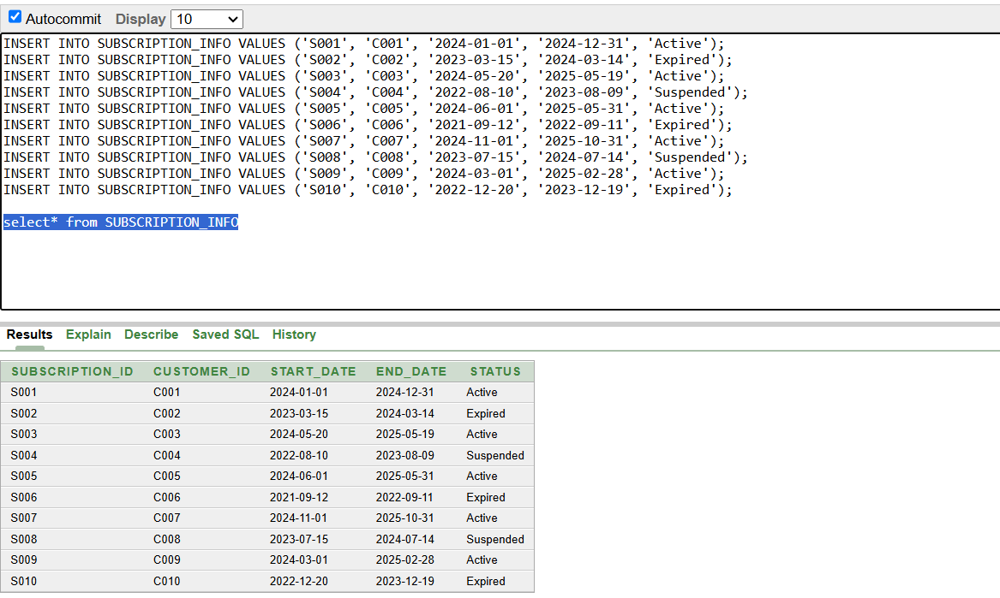 Autocommit Display 10
INSERT INTO SUBSCRIPTION_INFO VALUES ('S001', 'C001', '2024-01-01', '2024-12-31', 'Active');
INSERT INTO SUBSCRIPTION_INFO VALUES ('S002', 'C002', '2023-03-15', '2024-03-14', 'Expired');
INSERT INTO SUBSCRIPTION_INFO VALUES ('S003', 'C003', '2024-05-20', '2025-05-19', 'Active');
INSERT INTO SUBSCRIPTION_INFO VALUES ('S004', 'C004', '2022-08-10', '2023-08-09', 'Suspended');
INSERT INTO SUBSCRIPTION_INFO VALUES ('S005', 'C005', '2024-06-01', '2025-05-31', 'Active');
INSERT INTO SUBSCRIPTION_INFO VALUES ('S006', 'C006', '2021-09-12', '2022-09-11', 'Expired');
INSERT INTO SUBSCRIPTION_INFO VALUES ('S007', 'C007', '2024-11-01', '2025-10-31', 'Active');
INSERT INTO SUBSCRIPTION_INFO VALUES ('S008', 'C008', '2023-07-15', '2024-07-14', 'Suspended');
INSERT INTO SUBSCRIPTION_INFO VALUES ('S009', 'C009', '2024-03-01', '2025-02-28', 'Active');
INSERT INTO SUBSCRIPTION_INFO VALUES ('S010', 'C010', '2022-12-20', '2023-12-19', 'Expired');
select* from SUBSCRIPTION_INFO
Results Explain Describe Saved SQL History
SUBSCRIPTION_ID CUSTOMER_ID START_DATE END_DATE STATUS
S001 C001 2024-01-01 2024-12-31 Active
S002 C002 2023-03-15 2024-03-14 Expired
S003 C003 2024-05-20 2025-05-19 Active
S004 C004 2022-08-10 2023-08-09 Suspended
S005 C005 2024-06-01 2025-05-31 Active
S006 C006 2021-09-12 2022-09-11 Expired
S007 C007 2024-11-01 2025-10-31 Active
S008 C008 2023-07-15 2024-07-14 Suspended
S009 C009 2024-03-01 2025-02-28 Active
S010 C010 2022-12-20 2023-12-19 Expired